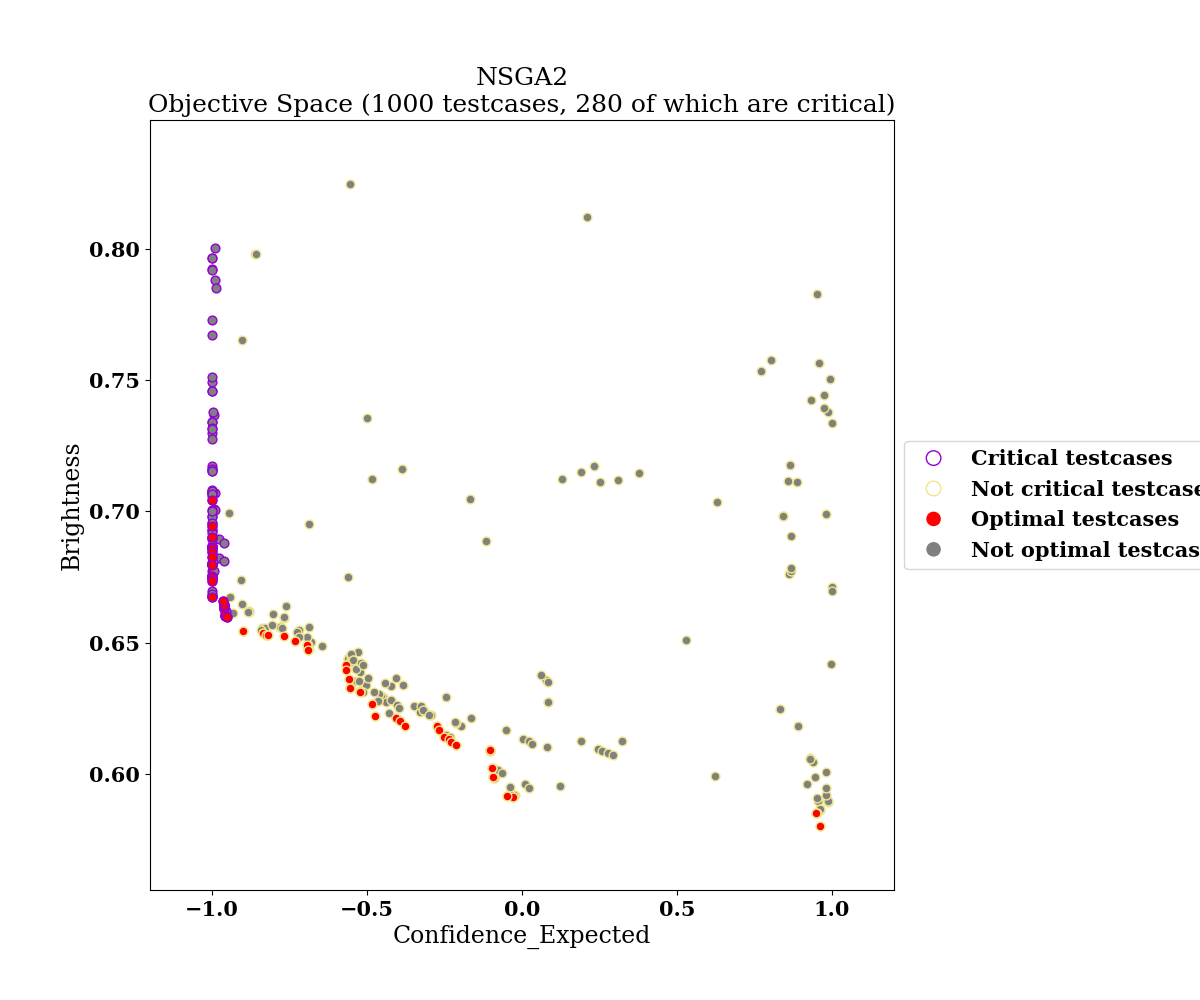 NSGA2
Objective Space (1000 testcases, 280 of which are critical)
0.80
0.75
0.70
0.65
0.60
Brightness
−1.0
−0.5
0.0
0.5
1.0
Confidence_Expected
Critical testcases
Not critical testcase
Optimal testcases
Not optimal testcas